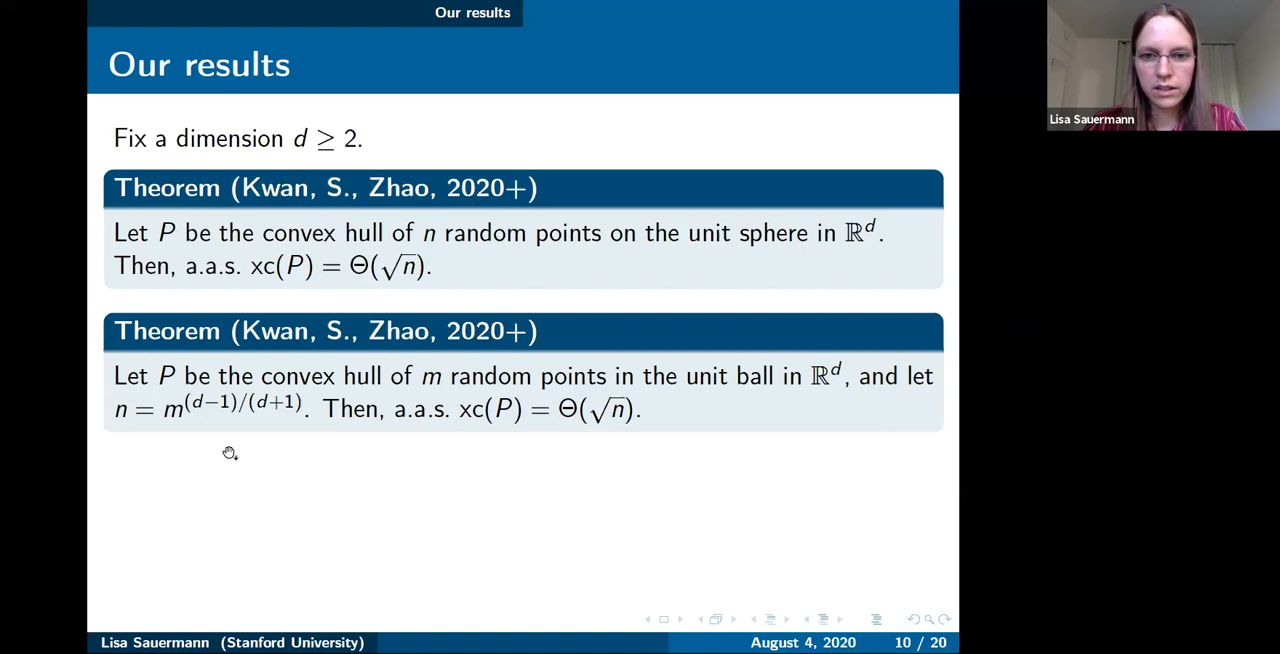 Our results
Our results
Fix a dimension d ≥ 2.
Theorem (Kwan, S., Zhao, 2020+)
Let P be the convex hull of n random points on the unit sphere in ℝ^d.
Then, a.a.s. xc(P) = Θ(√n).
Theorem (Kwan, S., Zhao, 2020+)
Let P be the convex hull of m random points in the unit ball in ℝ^d, and let
n = m^{(d−1)/(d+1)}. Then, a.a.s. xc(P) = Θ(√n).
Lisa Sauermann (Stanford University)
August 4, 2020
10 / 20
Lisa Sauermann